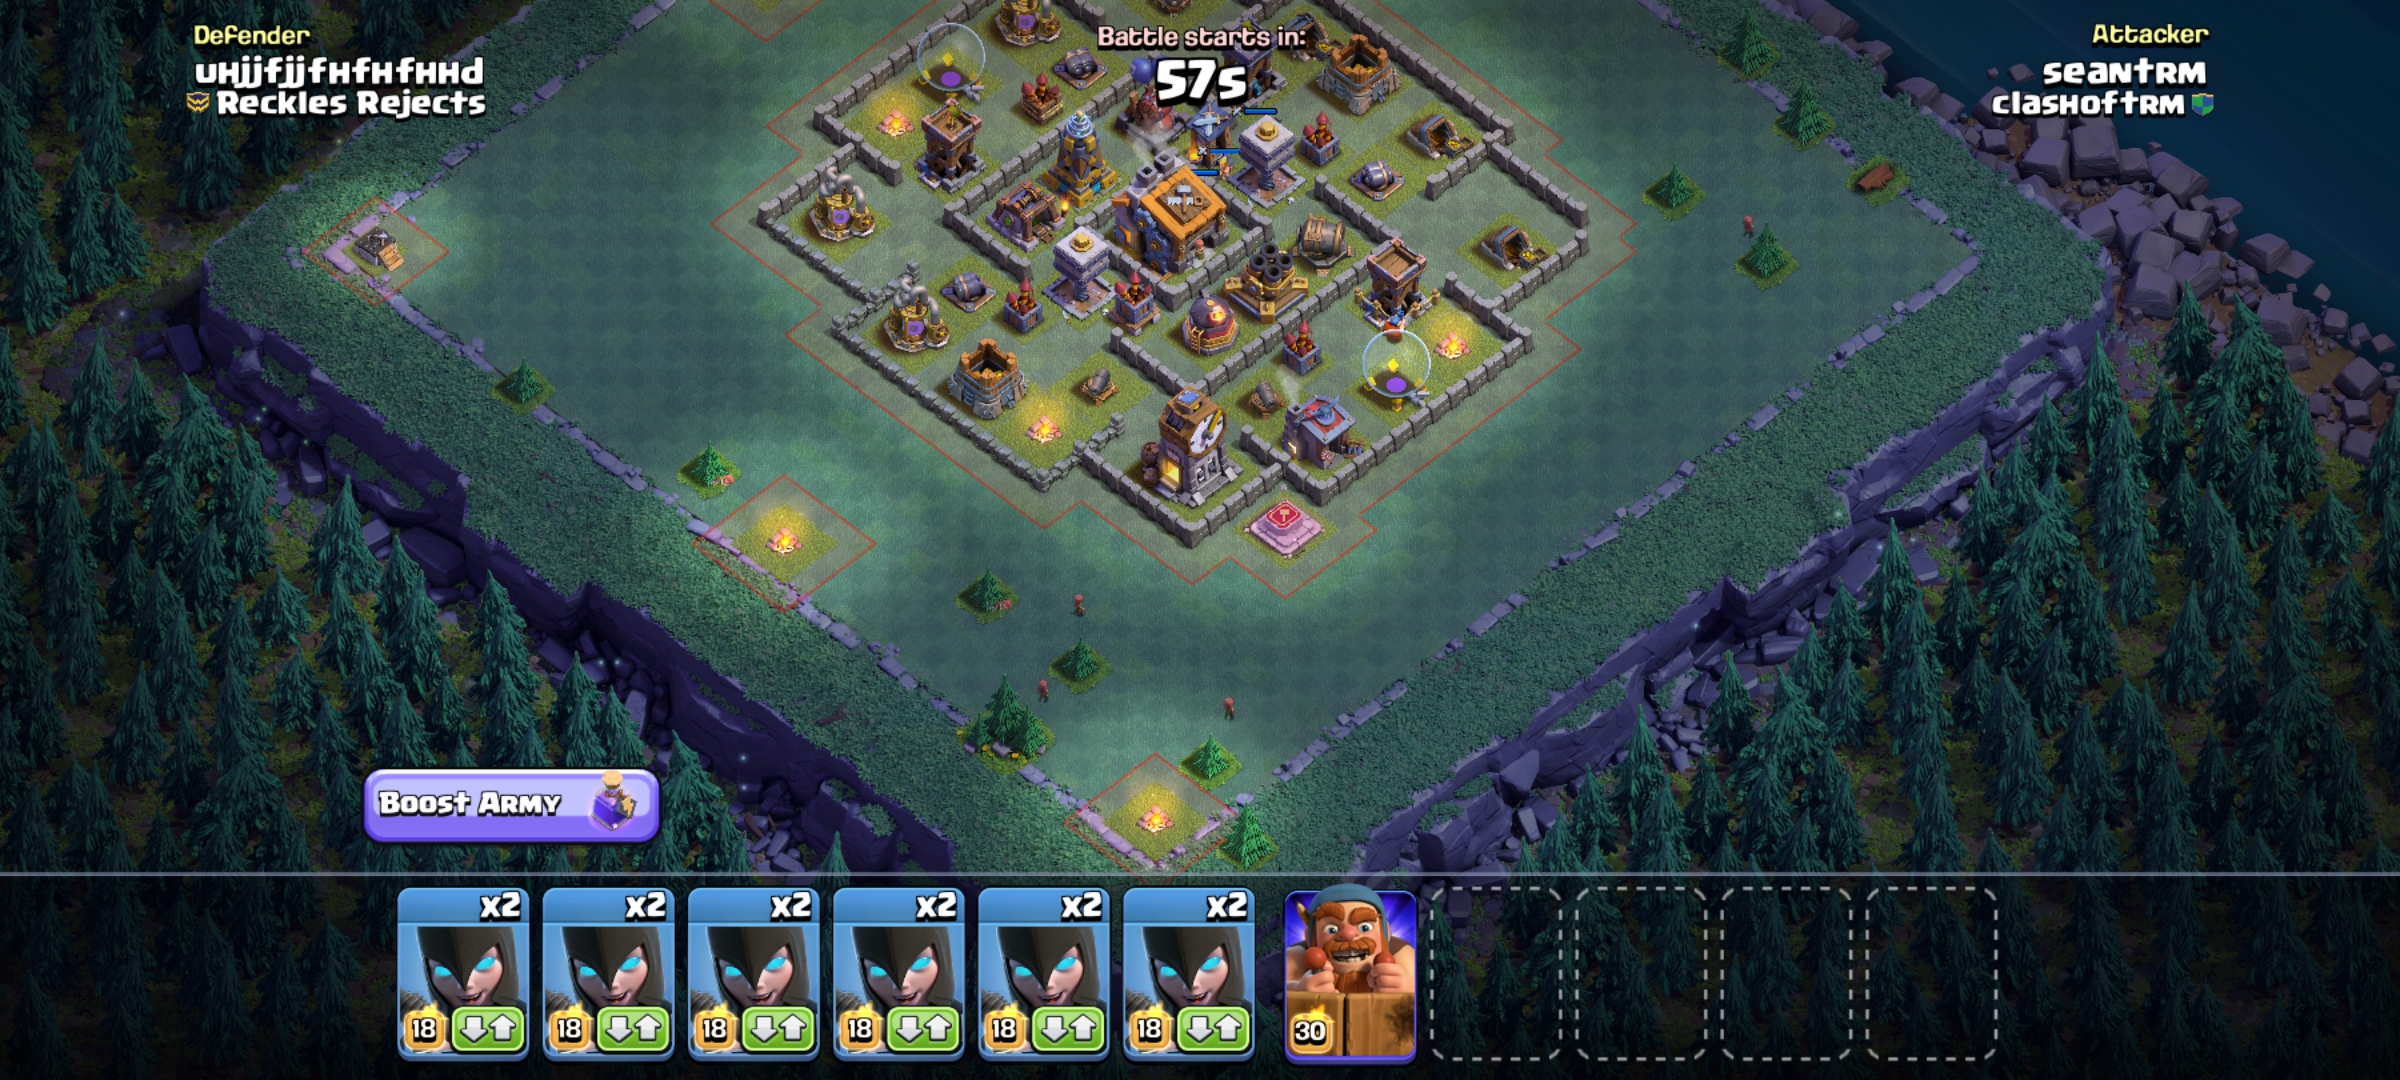 Defender
uHjjfjjfHfHfHHd
Reckles Rejects
Battle starts in:
57s
Attacker
seantRM
clashoftRM
Boost Army
x2
x2
x2
x2
x2
x2
18
18
18
18
18
18
30